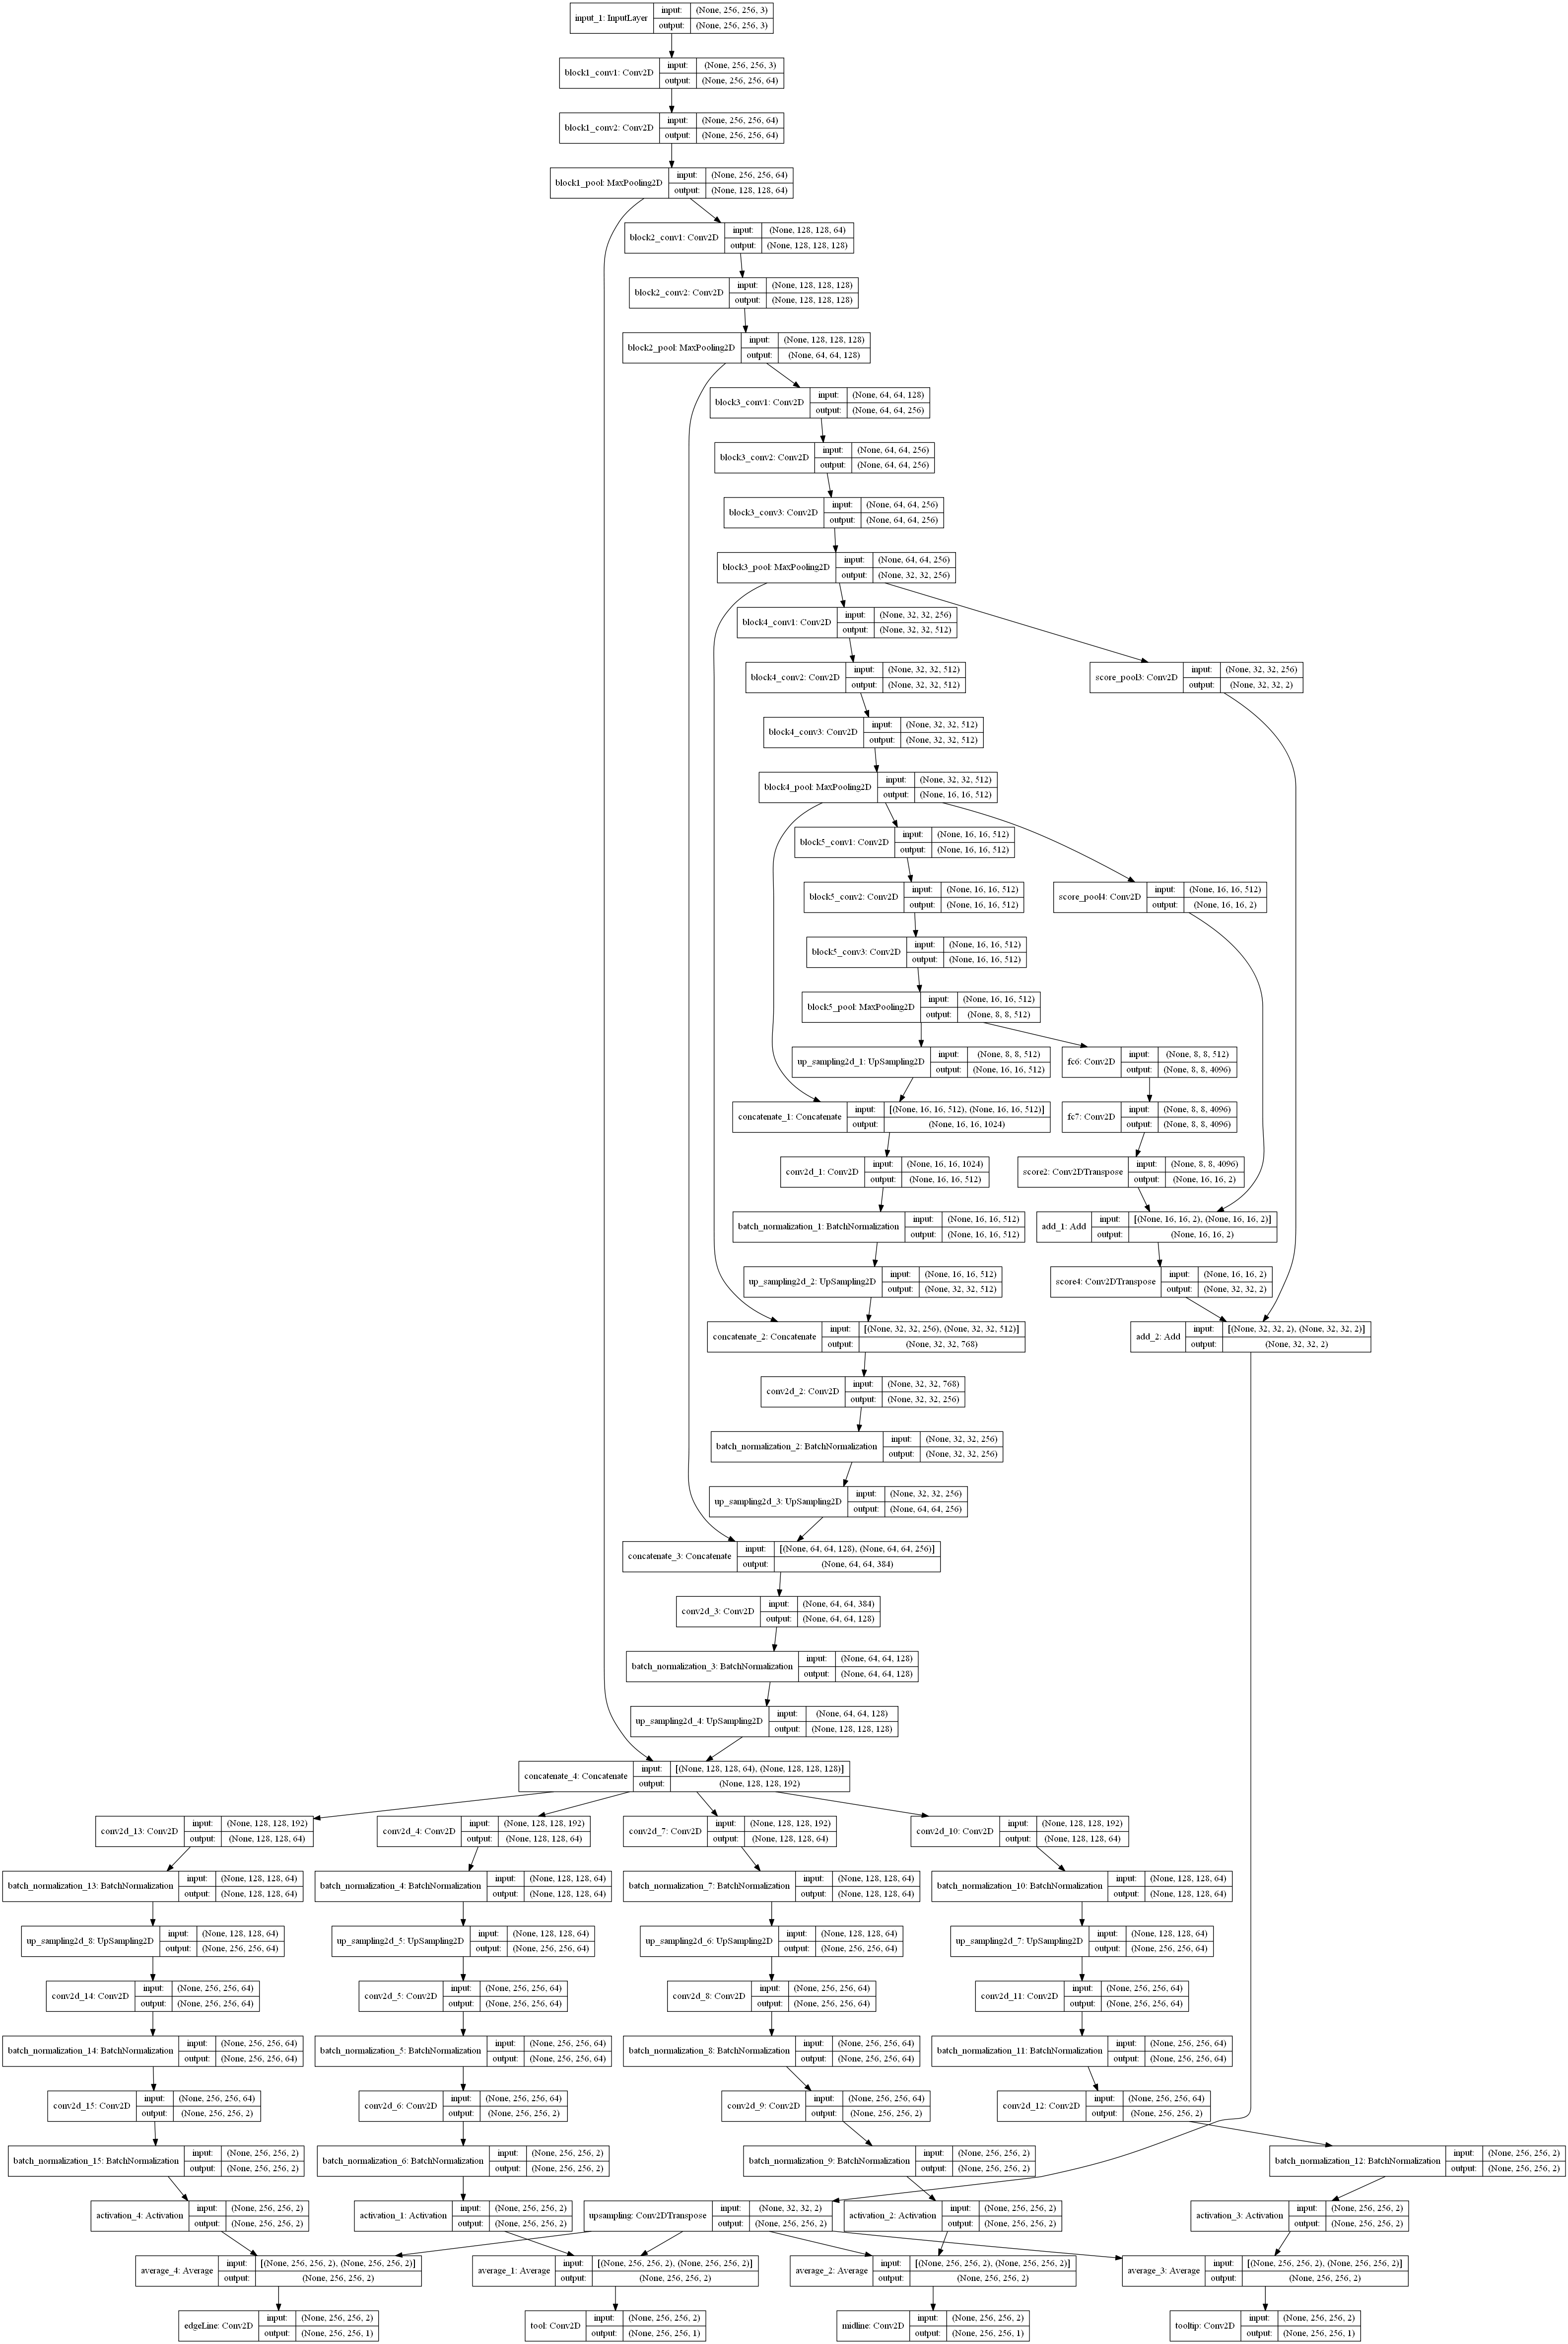 input_1: InputLayer
input: (None, 256, 256, 3)
output: (None, 256, 256, 3)
block1_conv1: Conv2D
input: (None, 256, 256, 3)
output: (None, 256, 256, 64)
block1_conv2: Conv2D
input: (None, 256, 256, 64)
output: (None, 256, 256, 64)
block1_pool: MaxPooling2D
input: (None, 256, 256, 64)
output: (None, 128, 128, 64)
block2_conv1: Conv2D
input: (None, 128, 128, 64)
output: (None, 128, 128, 128)
block2_conv2: Conv2D
input: (None, 128, 128, 128)
output: (None, 128, 128, 128)
block2_pool: MaxPooling2D
input: (None, 128, 128, 128)
output: (None, 64, 64, 128)
block3_conv1: Conv2D
input: (None, 64, 64, 128)
output: (None, 64, 64, 256)
block3_conv2: Conv2D
input: (None, 64, 64, 256)
output: (None, 64, 64, 256)
block3_conv3: Conv2D
input: (None, 64, 64, 256)
output: (None, 64, 64, 256)
block3_pool: MaxPooling2D
input: (None, 64, 64, 256)
output: (None, 32, 32, 256)
block4_conv1: Conv2D
input: (None, 32, 32, 256)
output: (None, 32, 32, 512)
block4_conv2: Conv2D
input: (None, 32, 32, 512)
output: (None, 32, 32, 512)
score_pool3: Conv2D
input: (None, 32, 32, 256)
output: (None, 32, 32, 2)
block4_conv3: Conv2D
input: (None, 32, 32, 512)
output: (None, 32, 32, 512)
block4_pool: MaxPooling2D
input: (None, 32, 32, 512)
output: (None, 16, 16, 512)
block5_conv1: Conv2D
input: (None, 16, 16, 512)
output: (None, 16, 16, 512)
block5_conv2: Conv2D
input: (None, 16, 16, 512)
output: (None, 16, 16, 512)
score_pool4: Conv2D
input: (None, 16, 16, 512)
output: (None, 16, 16, 2)
block5_conv3: Conv2D
input: (None, 16, 16, 512)
output: (None, 16, 16, 512)
block5_pool: MaxPooling2D
input: (None, 16, 16, 512)
output: (None, 8, 8, 512)
up_sampling2d_1: UpSampling2D
input: (None, 8, 8, 512)
output: (None, 16, 16, 512)
fc6: Conv2D
input: (None, 8, 8, 512)
output: (None, 8, 8, 4096)
concatenate_1: Concatenate
input: [(None, 16, 16, 512), (None, 16, 16, 512)]
output: (None, 16, 16, 1024)
fc7: Conv2D
input: (None, 8, 8, 4096)
output: (None, 8, 8, 4096)
conv2d_1: Conv2D
input: (None, 16, 16, 1024)
output: (None, 16, 16, 512)
score2: Conv2DTranspose
input: (None, 8, 8, 4096)
output: (None, 16, 16, 2)
batch_normalization_1: BatchNormalization
input: (None, 16, 16, 512)
output: (None, 16, 16, 512)
add_1: Add
input: [(None, 16, 16, 2), (None, 16, 16, 2)]
output: (None, 16, 16, 2)
up_sampling2d_2: UpSampling2D
input: (None, 16, 16, 512)
output: (None, 32, 32, 512)
score4: Conv2DTranspose
input: (None, 16, 16, 2)
output: (None, 32, 32, 2)
concatenate_2: Concatenate
input: [(None, 32, 32, 256), (None, 32, 32, 512)]
output: (None, 32, 32, 768)
add_2: Add
input: [(None, 32, 32, 2), (None, 32, 32, 2)]
output: (None, 32, 32, 2)
conv2d_2: Conv2D
input: (None, 32, 32, 768)
output: (None, 32, 32, 256)
batch_normalization_2: BatchNormalization
input: (None, 32, 32, 256)
output: (None, 32, 32, 256)
up_sampling2d_3: UpSampling2D
input: (None, 32, 32, 256)
output: (None, 64, 64, 256)
concatenate_3: Concatenate
input: [(None, 64, 64, 128), (None, 64, 64, 256)]
output: (None, 64, 64, 384)
conv2d_3: Conv2D
input: (None, 64, 64, 384)
output: (None, 64, 64, 128)
batch_normalization_3: BatchNormalization
input: (None, 64, 64, 128)
output: (None, 64, 64, 128)
up_sampling2d_4: UpSampling2D
input: (None, 64, 64, 128)
output: (None, 128, 128, 128)
concatenate_4: Concatenate
input: [(None, 128, 128, 64), (None, 128, 128, 128)]
output: (None, 128, 128, 192)
conv2d_13: Conv2D
input: (None, 128, 128, 192)
output: (None, 128, 128, 64)
conv2d_4: Conv2D
input: (None, 128, 128, 192)
output: (None, 128, 128, 64)
conv2d_7: Conv2D
input: (None, 128, 128, 192)
output: (None, 128, 128, 64)
conv2d_10: Conv2D
input: (None, 128, 128, 192)
output: (None, 128, 128, 64)
batch_normalization_13: BatchNormalization
input: (None, 128, 128, 64)
output: (None, 128, 128, 64)
batch_normalization_4: BatchNormalization
input: (None, 128, 128, 64)
output: (None, 128, 128, 64)
batch_normalization_7: BatchNormalization
input: (None, 128, 128, 64)
output: (None, 128, 128, 64)
batch_normalization_10: BatchNormalization
input: (None, 128, 128, 64)
output: (None, 128, 128, 64)
up_sampling2d_8: UpSampling2D
input: (None, 128, 128, 64)
output: (None, 256, 256, 64)
up_sampling2d_5: UpSampling2D
input: (None, 128, 128, 64)
output: (None, 256, 256, 64)
up_sampling2d_6: UpSampling2D
input: (None, 128, 128, 64)
output: (None, 256, 256, 64)
up_sampling2d_7: UpSampling2D
input: (None, 128, 128, 64)
output: (None, 256, 256, 64)
conv2d_14: Conv2D
input: (None, 256, 256, 64)
output: (None, 256, 256, 64)
conv2d_5: Conv2D
input: (None, 256, 256, 64)
output: (None, 256, 256, 64)
conv2d_8: Conv2D
input: (None, 256, 256, 64)
output: (None, 256, 256, 64)
conv2d_11: Conv2D
input: (None, 256, 256, 64)
output: (None, 256, 256, 64)
batch_normalization_14: BatchNormalization
input: (None, 256, 256, 64)
output: (None, 256, 256, 64)
batch_normalization_5: BatchNormalization
input: (None, 256, 256, 64)
output: (None, 256, 256, 64)
batch_normalization_8: BatchNormalization
input: (None, 256, 256, 64)
output: (None, 256, 256, 64)
batch_normalization_11: BatchNormalization
input: (None, 256, 256, 64)
output: (None, 256, 256, 64)
conv2d_15: Conv2D
input: (None, 256, 256, 64)
output: (None, 256, 256, 2)
conv2d_6: Conv2D
input: (None, 256, 256, 64)
output: (None, 256, 256, 2)
conv2d_9: Conv2D
input: (None, 256, 256, 64)
output: (None, 256, 256, 2)
conv2d_12: Conv2D
input: (None, 256, 256, 64)
output: (None, 256, 256, 2)
batch_normalization_15: BatchNormalization
input: (None, 256, 256, 2)
output: (None, 256, 256, 2)
batch_normalization_6: BatchNormalization
input: (None, 256, 256, 2)
output: (None, 256, 256, 2)
batch_normalization_9: BatchNormalization
input: (None, 256, 256, 2)
output: (None, 256, 256, 2)
batch_normalization_12: BatchNormalization
input: (None, 256, 256, 2)
output: (None, 256, 256, 2)
activation_4: Activation
input: (None, 256, 256, 2)
output: (None, 256, 256, 2)
activation_1: Activation
input: (None, 256, 256, 2)
output: (None, 256, 256, 2)
upsampling: Conv2DTranspose
input: (None, 32, 32, 2)
output: (None, 256, 256, 2)
activation_2: Activation
input: (None, 256, 256, 2)
output: (None, 256, 256, 2)
activation_3: Activation
input: (None, 256, 256, 2)
output: (None, 256, 256, 2)
average_4: Average
input: [(None, 256, 256, 2), (None, 256, 256, 2)]
output: (None, 256, 256, 2)
average_1: Average
input: [(None, 256, 256, 2), (None, 256, 256, 2)]
output: (None, 256, 256, 2)
average_2: Average
input: [(None, 256, 256, 2), (None, 256, 256, 2)]
output: (None, 256, 256, 2)
average_3: Average
input: [(None, 256, 256, 2), (None, 256, 256, 2)]
output: (None, 256, 256, 2)
edgeLine: Conv2D
input: (None, 256, 256, 2)
output: (None, 256, 256, 1)
tool: Conv2D
input: (None, 256, 256, 2)
output: (None, 256, 256, 1)
midline: Conv2D
input: (None, 256, 256, 2)
output: (None, 256, 256, 1)
tooltip: Conv2D
input: (None, 256, 256, 2)
output: (None, 256, 256, 1)